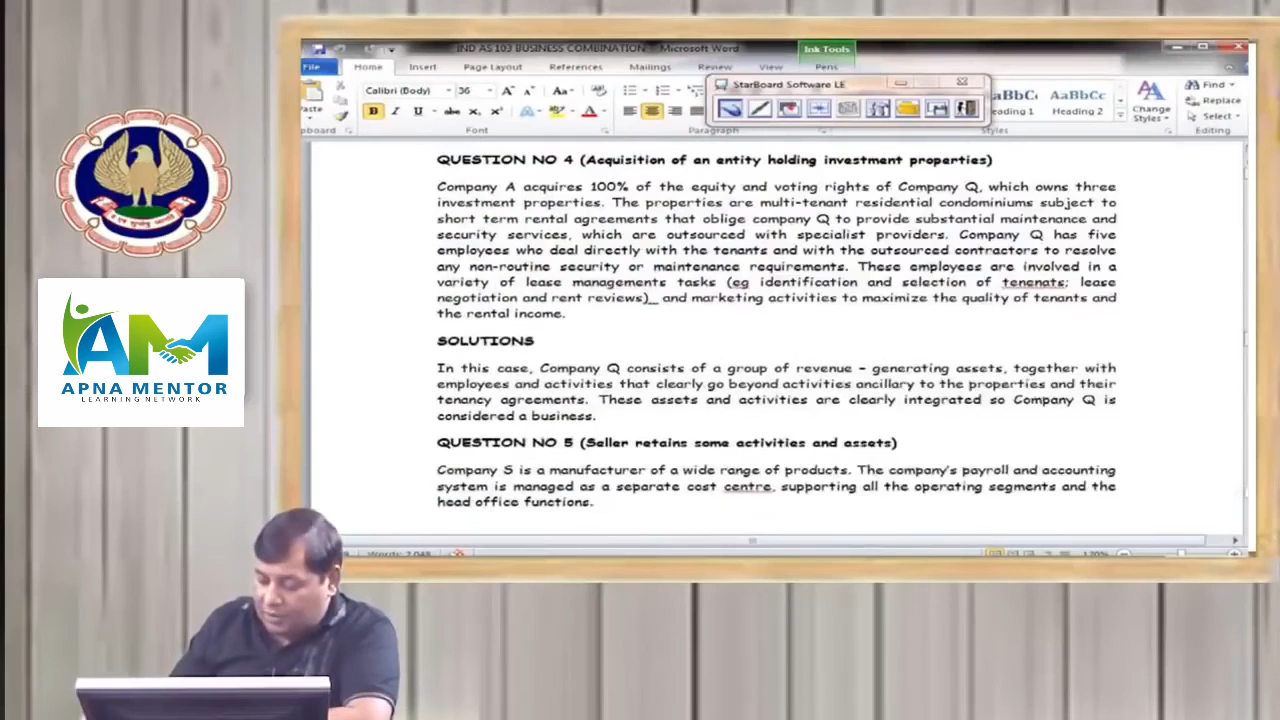 IND AS 103 BUSINESS COMBINATION - Microsoft Word
Ink Tools
File
Home
Insert
Page Layout
References
Mailings
Review
View
Pens
StarBoard Software LE
Calibri (Body)
36
Find
Replace
Select
Heading 1
Heading 2
Change
Styles
Font
Paragraph
Styles
Editing
QUESTION NO 4 (Acquisition of an entity holding investment properties)
Company A acquires 100% of the equity and voting rights of Company Q, which owns three
investment properties. The properties are multi-tenant residential condominiums subject to
short term rental agreements that oblige company Q to provide substantial maintenance and
security services, which are outsourced with specialist providers. Company Q has five
employees who deal directly with the tenants and with the outsourced contractors to resolve
any non-routine security or maintenance requirements. These employees are involved in a
variety of lease managements tasks (eg identification and selection of tenenats; lease
negotiation and rent reviews)_ and marketing activities to maximize the quality of tenants and
the rental income.
SOLUTIONS
In this case, Company Q consists of a group of revenue – generating assets, together with
employees and activities that clearly go beyond activities ancillary to the properties and their
tenancy agreements. These assets and activities are clearly integrated so Company Q is
considered a business.
QUESTION NO 5 (Seller retains some activities and assets)
Company S is a manufacturer of a wide range of products. The company's payroll and accounting
system is managed as a separate cost centre, supporting all the operating segments and the
head office functions.
Words: 2,048
120%
AM
APNA MENTOR
LEARNING NETWORK